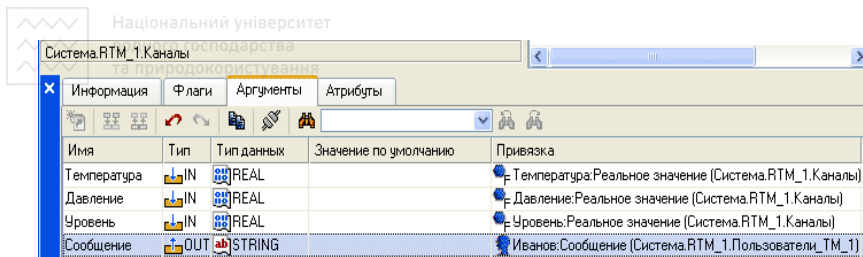 Національний університет
водного господарства
та природокористування
Система.RTM_1.Каналы
Информация Флаги Аргументы Атрибуты
Имя Тип Тип данных Значение по умолчанию Привязка
Температура IN REAL Температура:Реальное значение (Система.RTM_1.Каналы)
Давление IN REAL Давление:Реальное значение (Система.RTM_1.Каналы)
Уровень IN REAL Уровень:Реальное значение (Система.RTM_1.Каналы)
Сообщение OUT STRING Иванов:Сообщение (Система.RTM_1.Пользователи_TM_1)